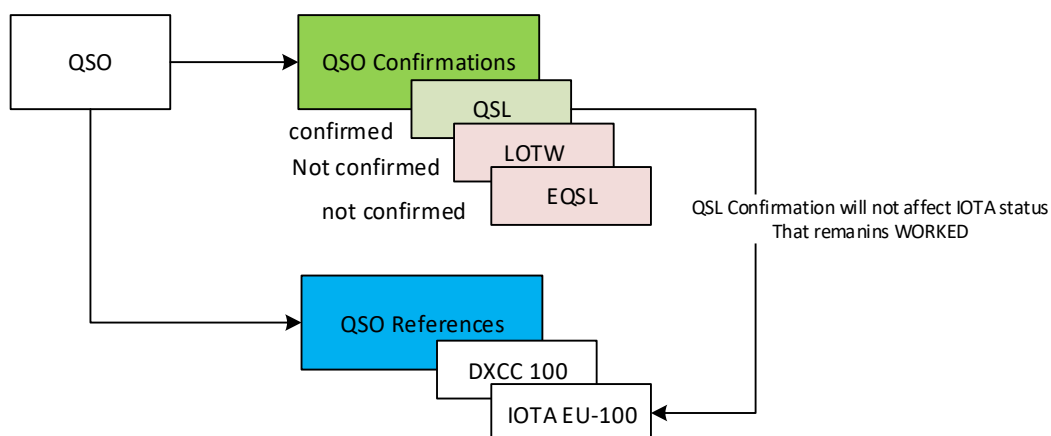 QSO
QSO Confirmations
QSL
confirmed
LOTW
Not confirmed
EQSL
not confirmed
QSL Confirmation will not affect IOTA status
That remanins WORKED
QSO References
DXCC 100
IOTA EU-100